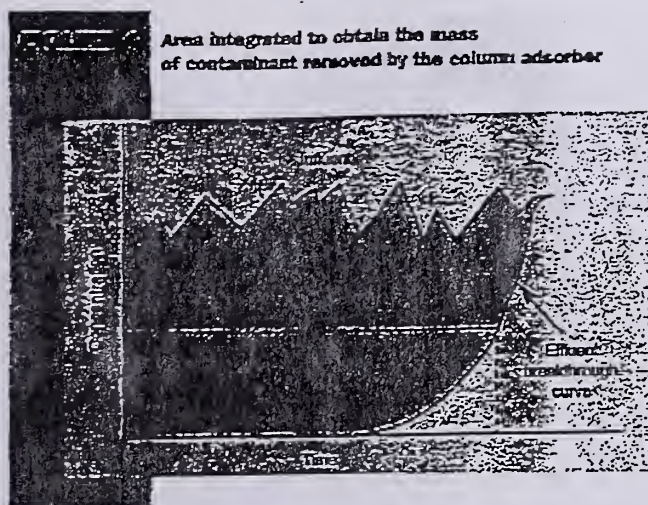 Area integrated to obtain the mass
of contaminant removed by the column adsorber
Influent
Effluent
breakthrough
curve
Time